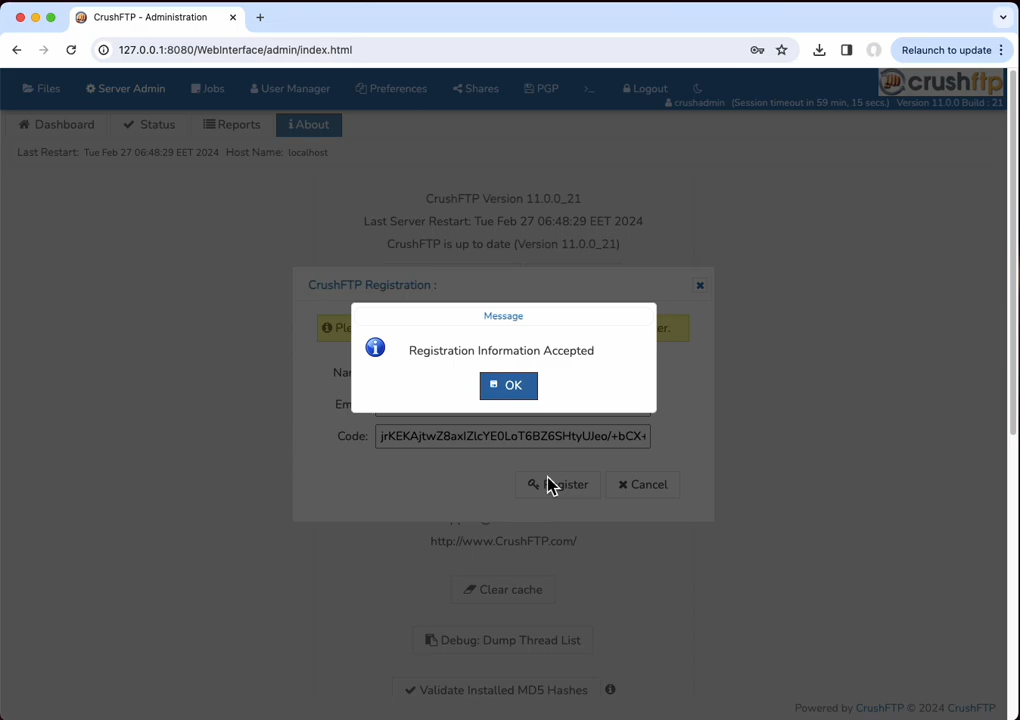 CrushFTP - Administration
127.0.0.1:8080/WebInterface/admin/index.html
Relaunch to update
Files
Server Admin
Jobs
User Manager
Preferences
Shares
PGP
>_
Logout
crushftp
crushadmin (Session timeout in 59 min, 15 secs.) Version 11.0.0 Build : 21
Dashboard
Status
Reports
About
Last Restart: Tue Feb 27 06:48:29 EET 2024 Host Name: localhost
CrushFTP Version 11.0.0_21
Last Server Restart: Tue Feb 27 06:48:29 EET 2024
CrushFTP is up to date (Version 11.0.0_21)
CrushFTP Registration :
Message
Registration Information Accepted
OK
Code:
jrKEKAjtwZ8axIZlcYE0LoT6BZ6SHtyUJeo/+bCX+
Register
Cancel
http://www.CrushFTP.com/
Clear cache
Debug: Dump Thread List
Validate Installed MD5 Hashes
Powered by CrushFTP © 2024 CrushFTP